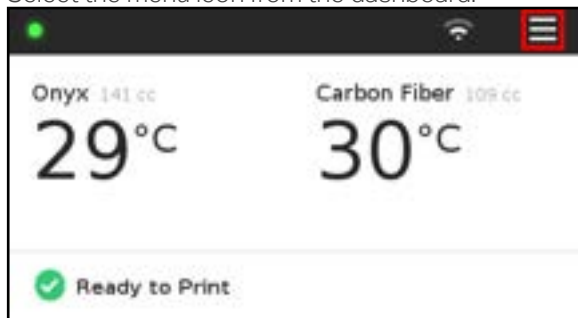 Select the menu icon from the dashboard.
Onyx 141 cc Carbon Fiber 109 cc
29°C 30°C
Ready to Print